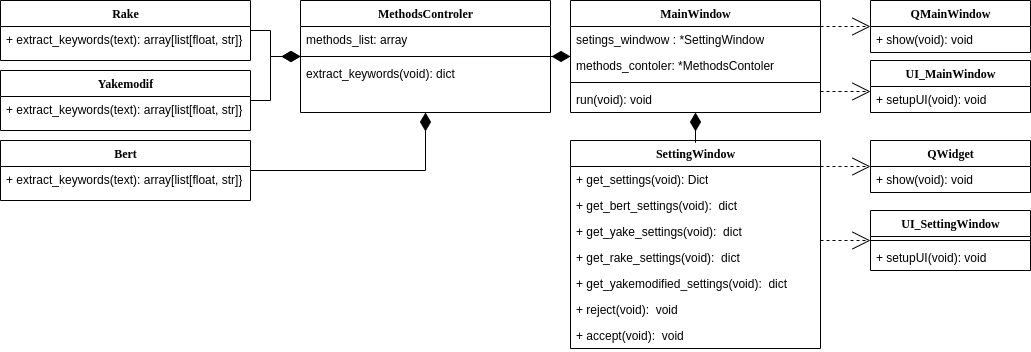 Rake
+ extract_keywords(text): array[list[float, str]}
Yakemodif
+ extract_keywords(text): array[list[float, str]}
Bert
+ extract_keywords(text): array[list[float, str]}
MethodsControler
methods_list: array
extract_keywords(void): dict
MainWindow
setings_windwow : *SettingWindow
methods_contoler: *MethodsContoler
run(void): void
SettingWindow
+ get_settings(void): Dict
+ get_bert_settings(void):  dict
+ get_yake_settings(void):  dict
+ get_rake_settings(void):  dict
+ get_yakemodified_settings(void):  dict
+ reject(void):  void
+ accept(void):  void
QMainWindow
+ show(void): void
UI_MainWindow
+ setupUI(void): void
QWidget
+ show(void): void
UI_SettingWindow
+ setupUI(void): void